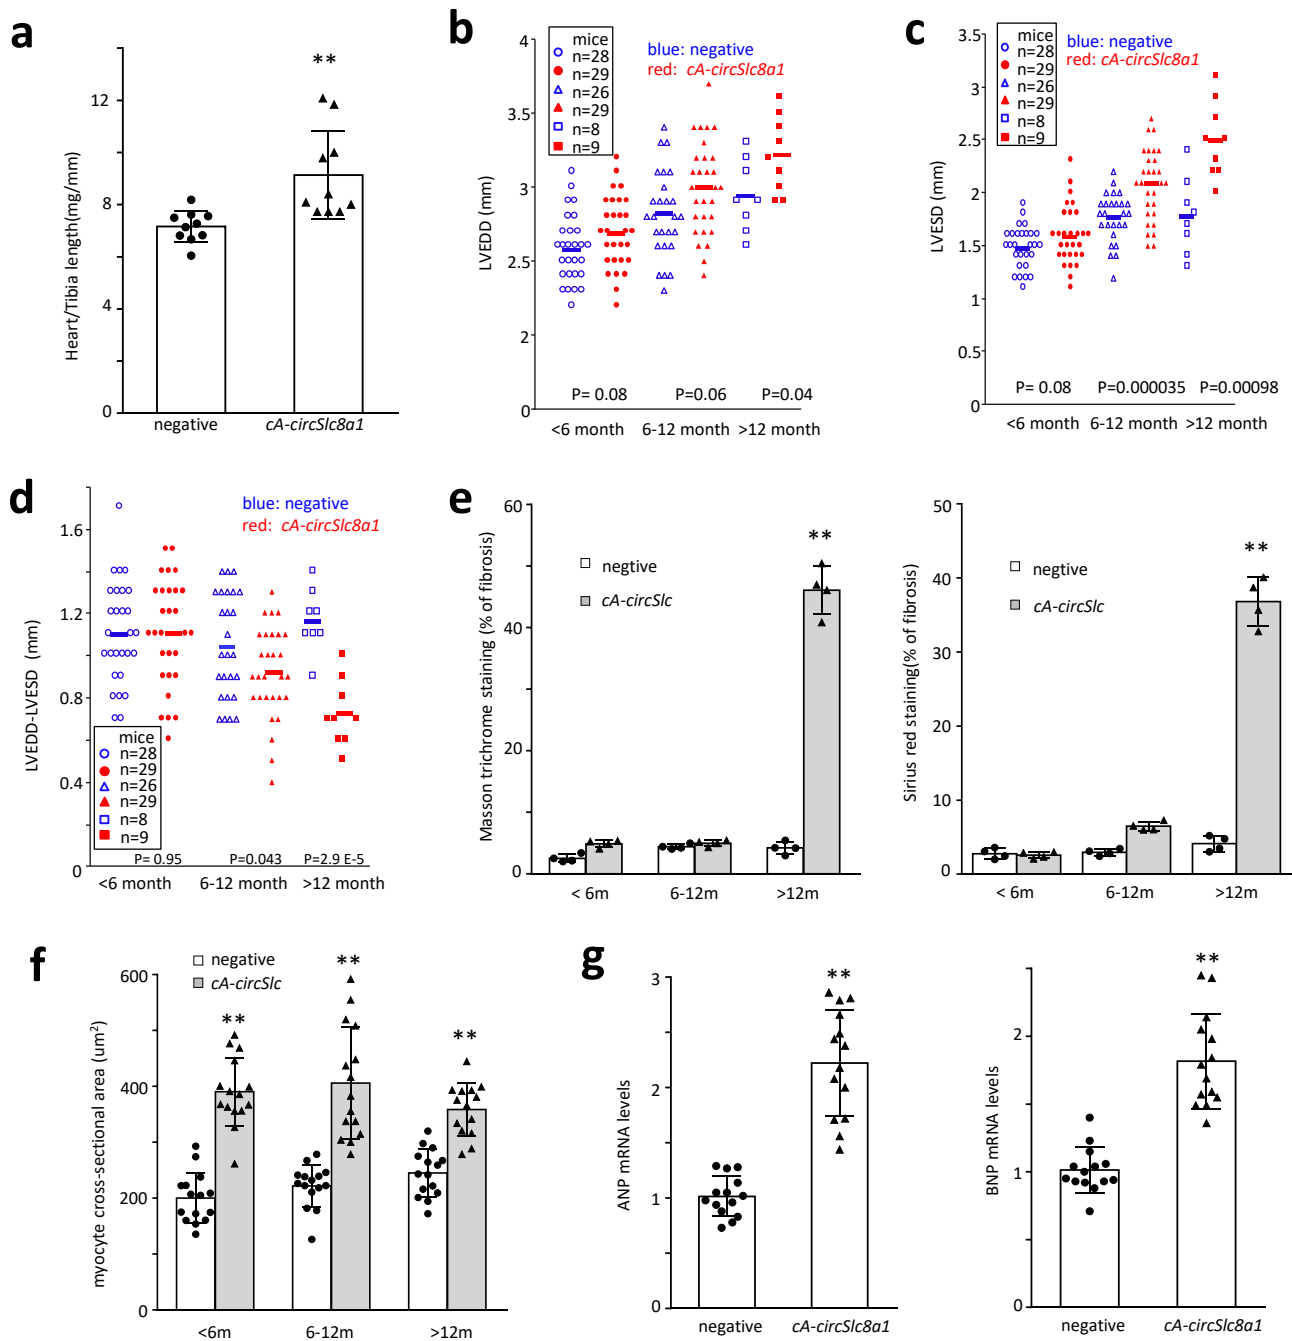 a
Heart/Tibia length(mg/mm)
12
8
4
0
**
negative
cA-circSlc8a1
b
LVEDD (mm)
4
3.5
3
2.5
2
0
mice
n=28
n=29
n=26
n=29
n=8
n=9
blue: negative
red: cA-circSlc8a1
P= 0.08
P=0.06
P=0.04
<6 month
6-12 month
>12 month
c
LVESD (mm)
3.5
3
2.5
2
1.5
1
0.5
0
mice
n=28
n=29
n=26
n=29
n=8
n=9
blue: negative
red: cA-circSlc8a1
P= 0.08
P=0.000035
P=0.00098
<6 month
6-12 month
>12 month
d
LVEDD-LVESD (mm)
1.6
1.2
0.8
0.4
0
blue: negative
red: cA-circSlc8a1
mice
n=28
n=29
n=26
n=29
n=8
n=9
P= 0.95
P=0.043
P=2.9 E-5
<6 month
6-12 month
>12 month
e
Masson trichrome staining (% of fibrosis)
60
40
20
0
negtive
cA-circSlc
**
< 6m
6-12m
>12m
Sirius red staining(% of fibrosis)
50
40
30
20
10
0
negtive
cA-circSlc
**
< 6m
6-12m
>12m
f
myocyte cross-sectional area (um²)
600
400
200
0
negative
cA-circSlc
**
**
**
<6m
6-12m
>12m
g
ANP mRNA levels
3
2
1
0
**
negative
cA-circSlc8a1
BNP mRNA levels
2
1
0
**
negative
cA-circSlc8a1